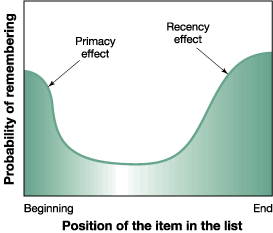 Probability of remembering
Primacy
effect
Recency
effect
Beginning
End
Position of the item in the list